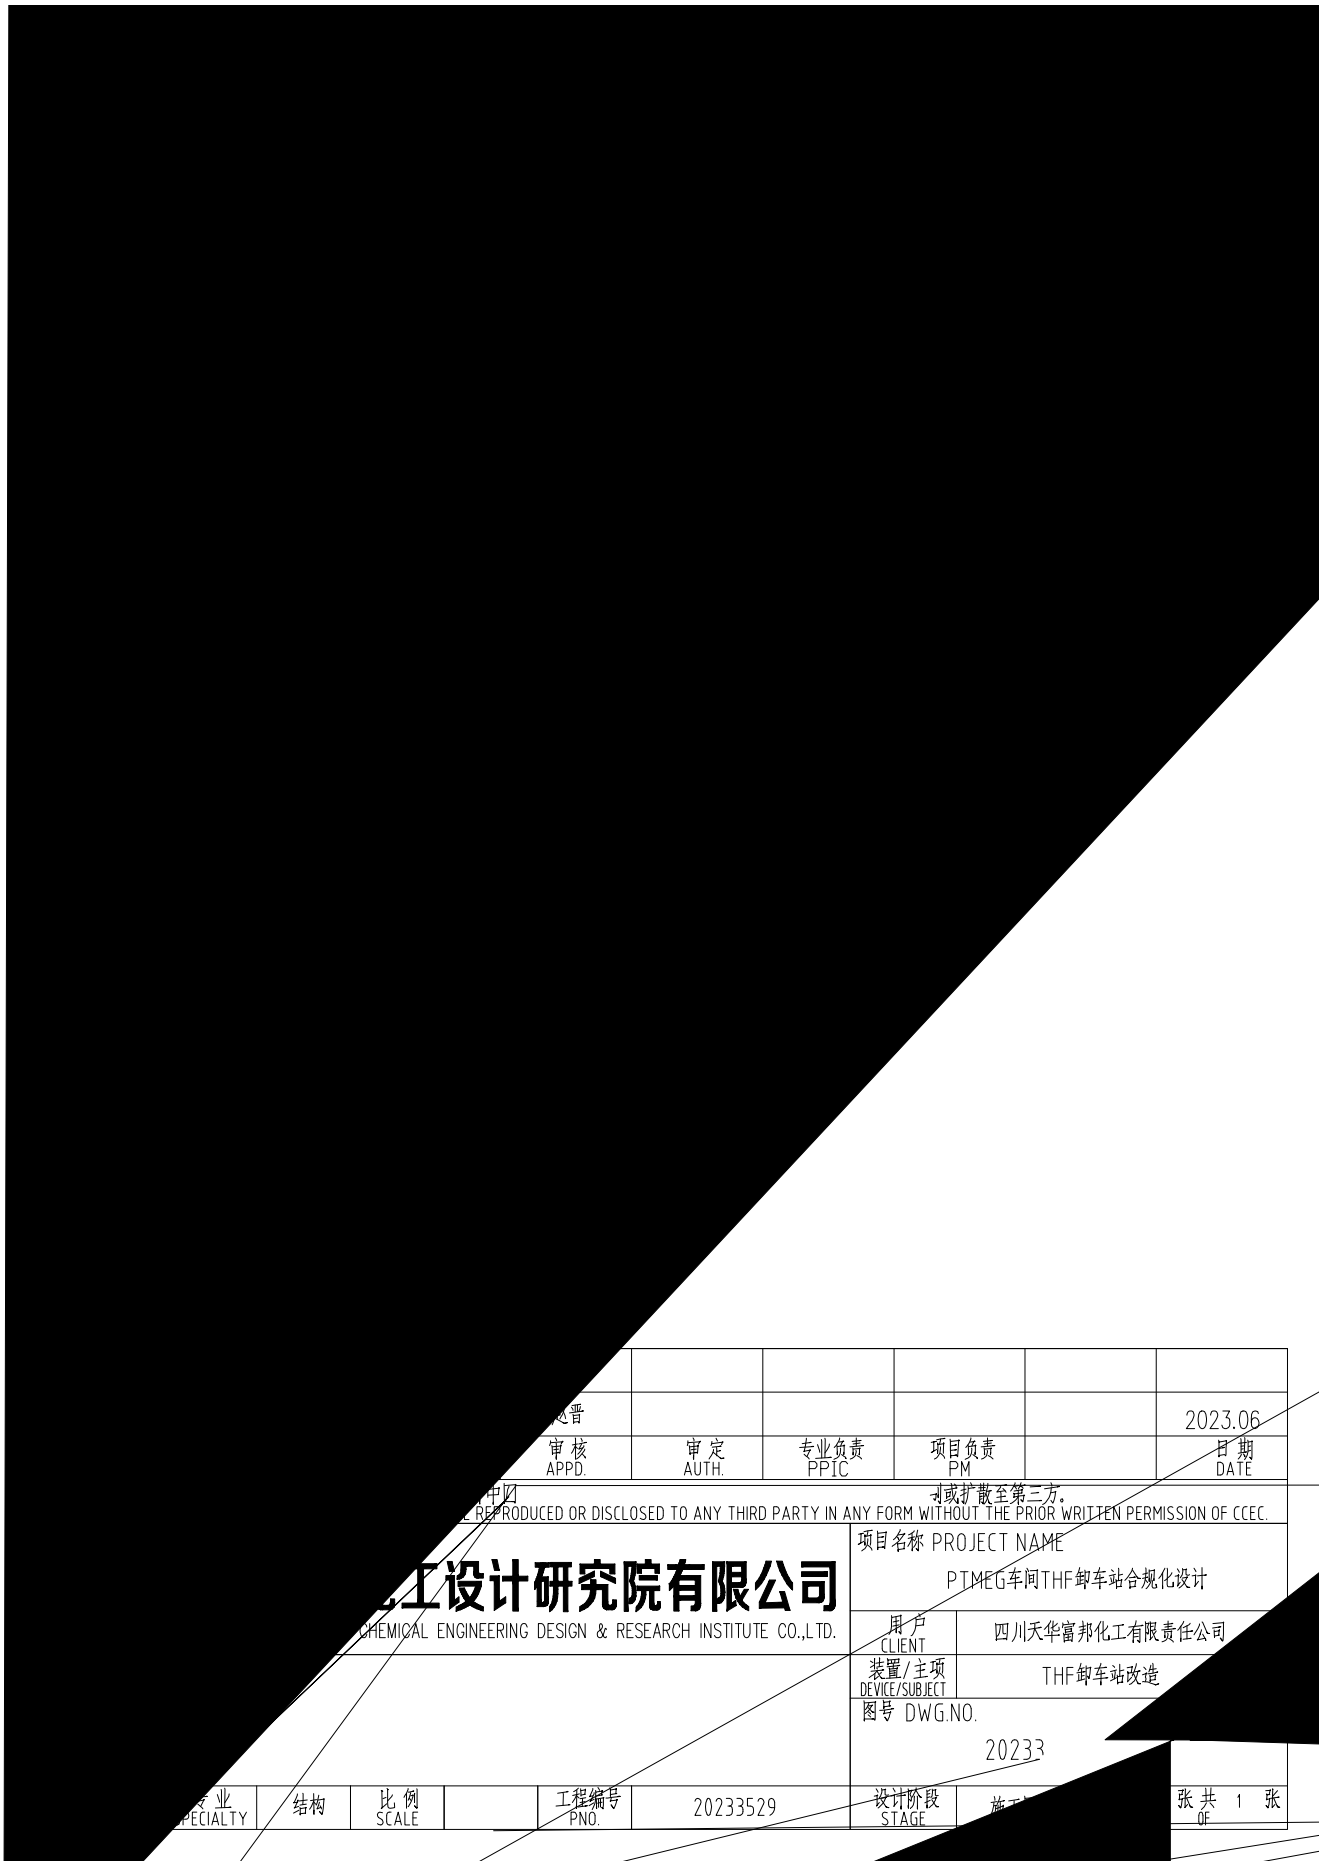 晋
2023.06
审核 审定 专业负责 项目负责 日期
APPD. AUTH. PPIC PM DATE
或扩散至第三方。
REPRODUCED OR DISCLOSED TO ANY THIRD PARTY IN ANY FORM WITHOUT THE PRIOR WRITTEN PERMISSION OF CCEC.
项目名称 PROJECT NAME
PTMEG车间THF卸车站合规化设计
工设计研究院有限公司
CHEMICAL ENGINEERING DESIGN & RESEARCH INSTITUTE CO.,LTD.
用户 四川天华富邦化工有限责任公司
CLIENT
装置/主项 THF卸车站改造
DEVICE/SUBJECT
图号 DWG.NO.
20233
专业 结构 比例 工程编号 20233529 设计阶段 施工 张共 1 张
PECIALTY SCALE PNO. STAGE OF